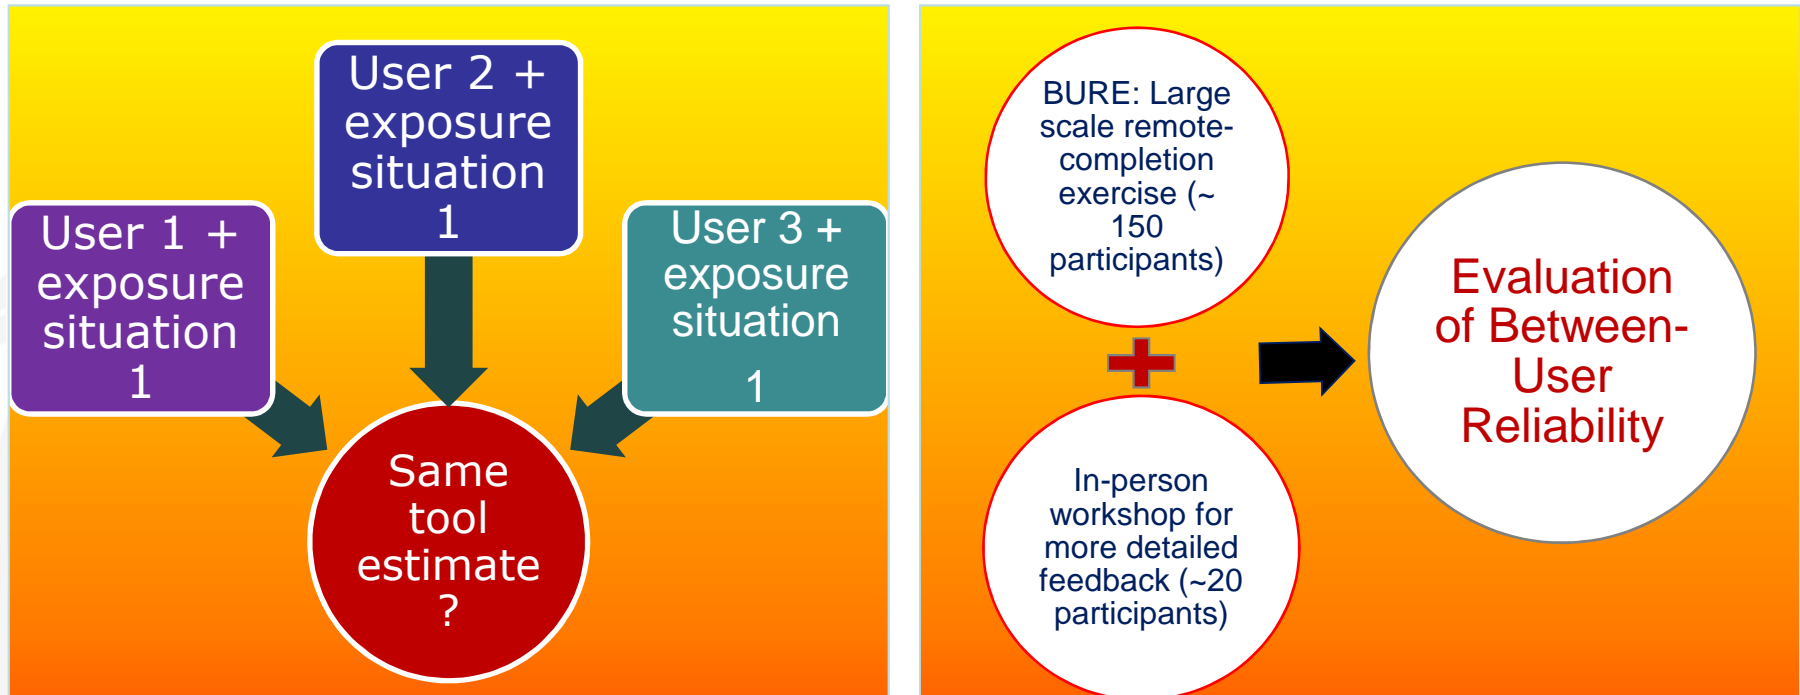 User 1 +
exposure
situation
1
User 2 +
exposure
situation
1
User 3 +
exposure
situation
1
Same
tool
estimate
?
BURE: Large
scale remote-
completion
exercise (~
150
participants)
In-person
workshop for
more detailed
feedback (~20
participants)
Evaluation
of Between-
User
Reliability